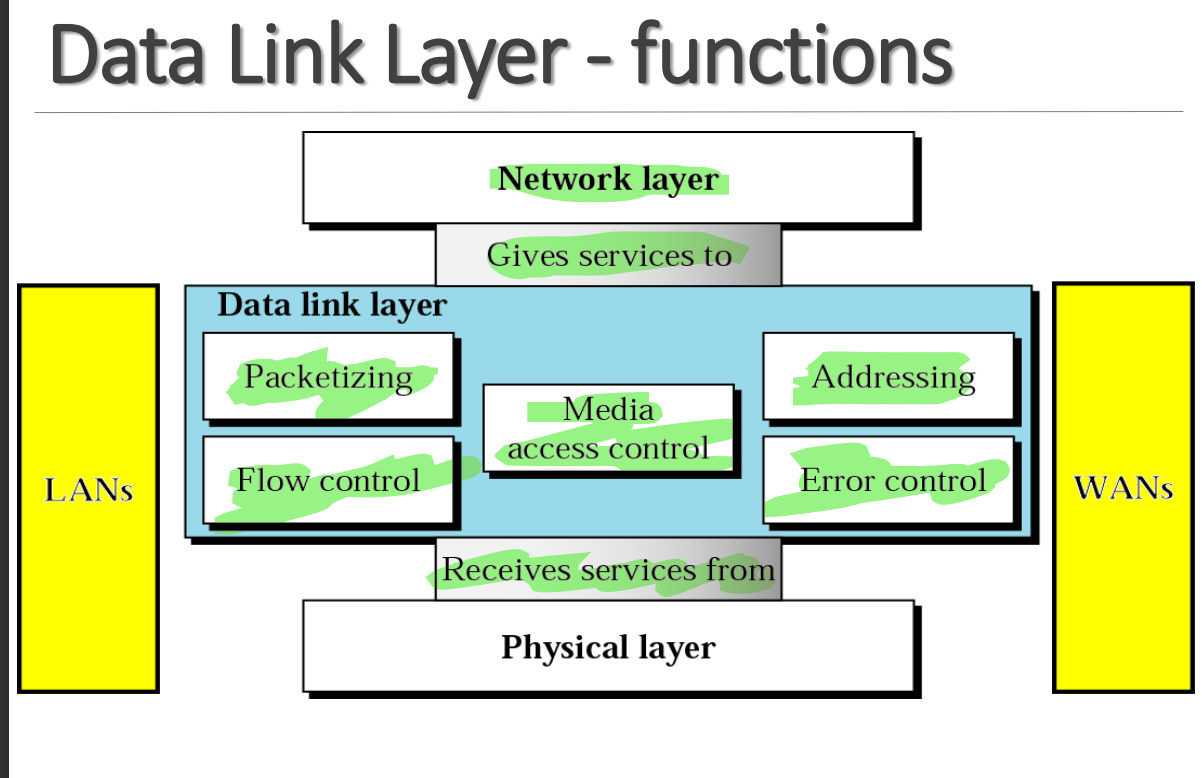 Data Link Layer - functions
Network layer
Gives services to
Data link layer
Packetizing
Addressing
Media
access control
Flow control
Error control
LANs
WANs
Receives services from
Physical layer